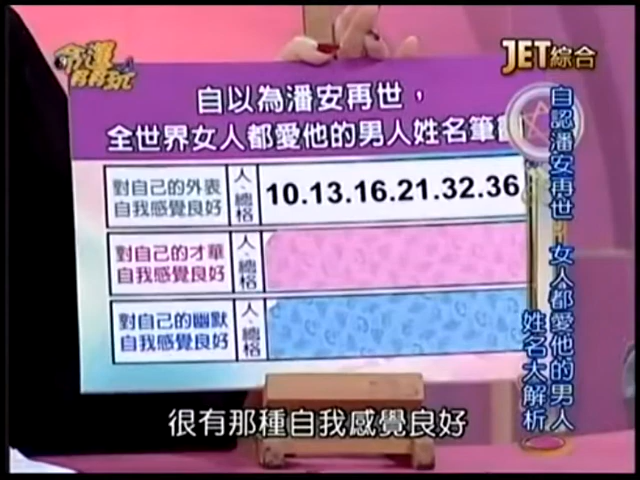 命運好好玩
JET綜合
自以為潘安再世，
全世界女人都愛他的男人姓名筆
對自己的外表
自我感覺良好
人、總格
10.13.16.21.32.36
對自己的才華
自我感覺良好
人、總格
對自己的幽默
自我感覺良好
人、總格
自認潘安再世 女人都愛他的男人
姓名大解析
很有那種自我感覺良好